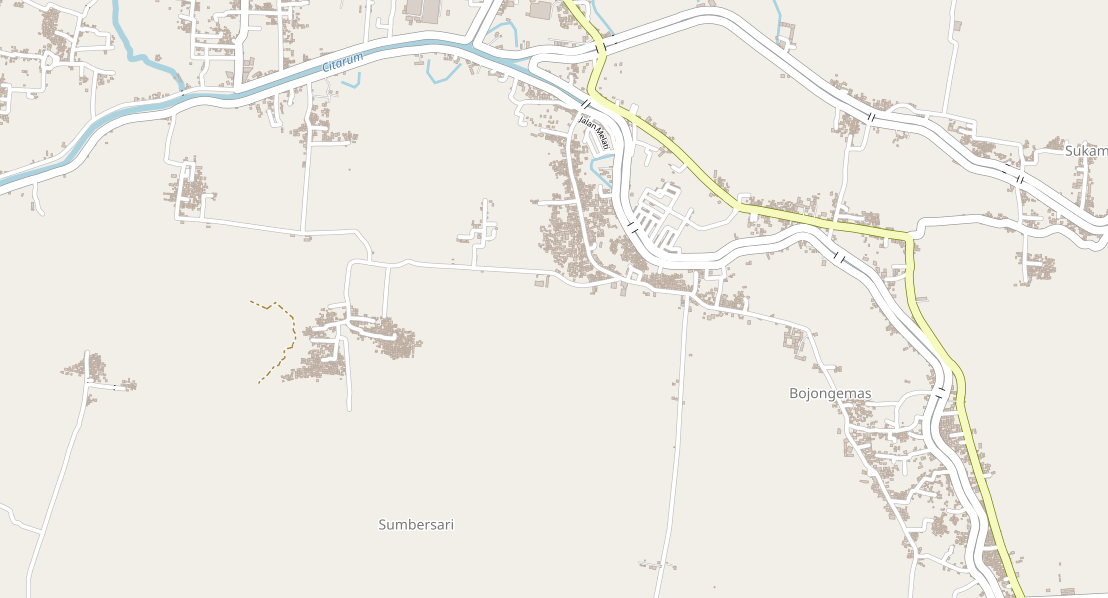 Citarum
Jalan Melati
Sukam
Bojongemas
Sumbersari